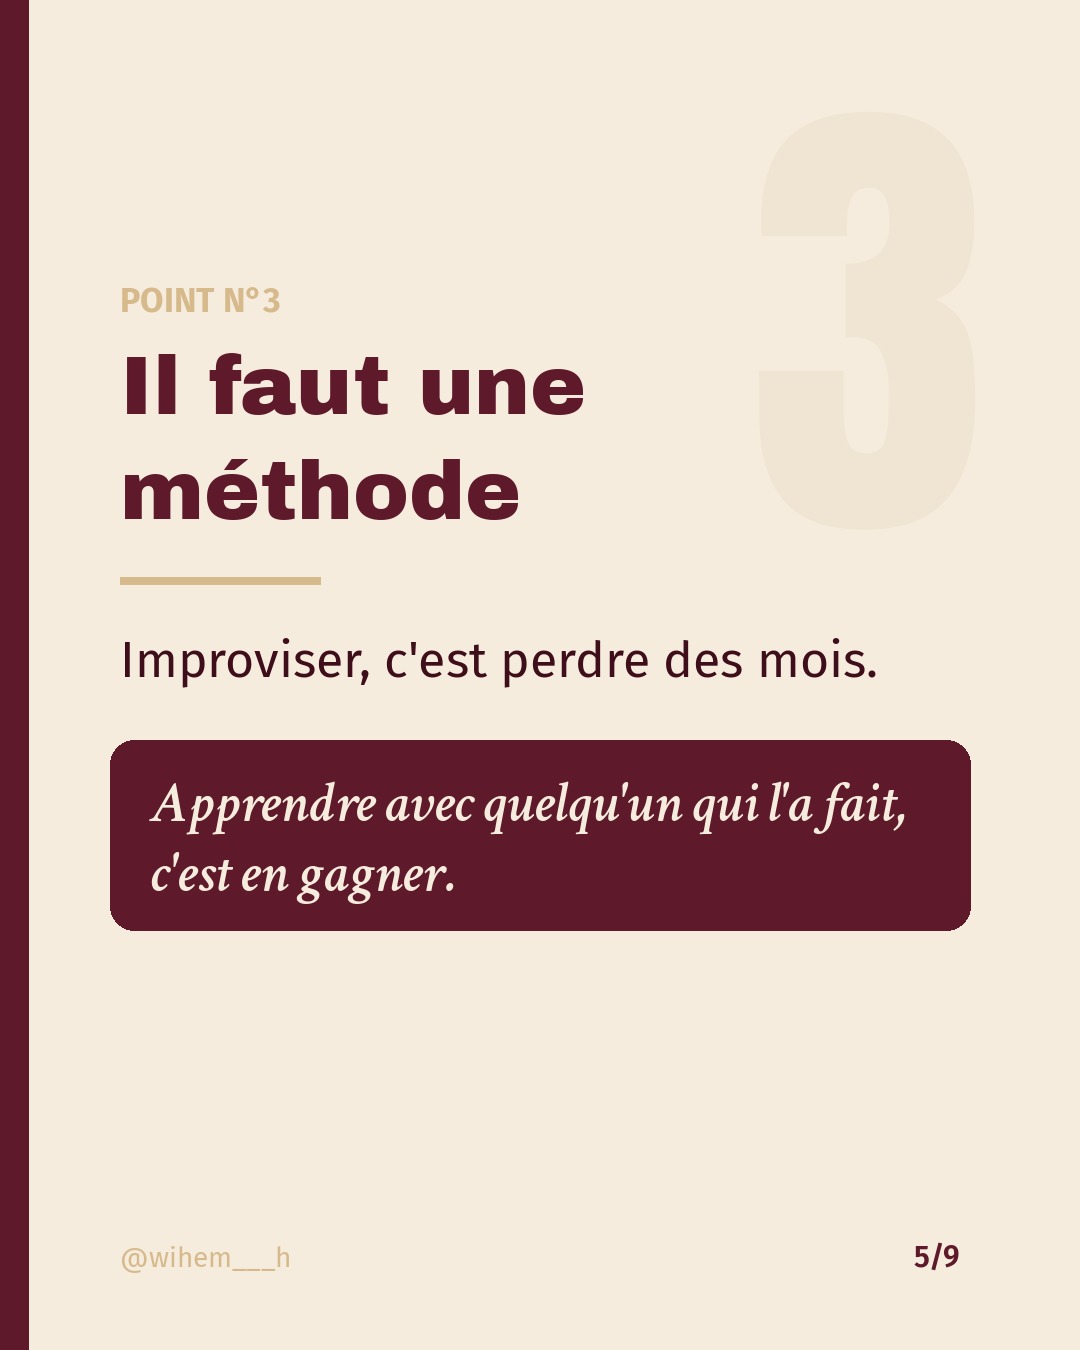 3
POINT N°3
Il faut une
méthode
Improviser, c'est perdre des mois.
Apprendre avec quelqu'un qui l'a fait,
c'est en gagner.
@wihem___h
5/9